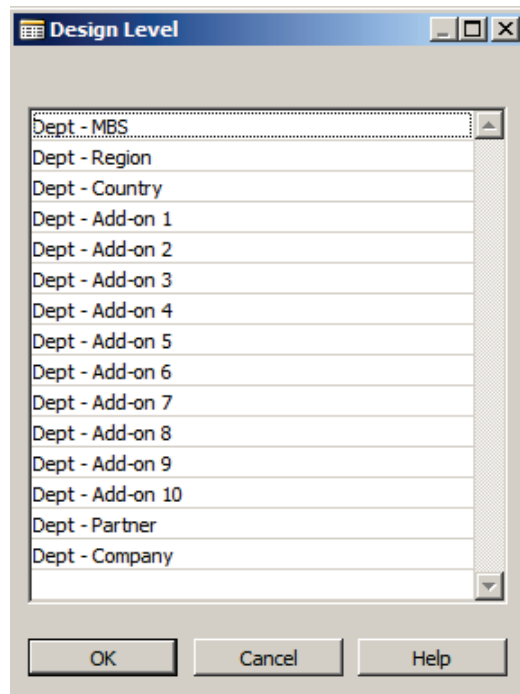 Design Level
Dept - MBS
Dept - Region
Dept - Country
Dept - Add-on 1
Dept - Add-on 2
Dept - Add-on 3
Dept - Add-on 4
Dept - Add-on 5
Dept - Add-on 6
Dept - Add-on 7
Dept - Add-on 8
Dept - Add-on 9
Dept - Add-on 10
Dept - Partner
Dept - Company
OK Cancel Help